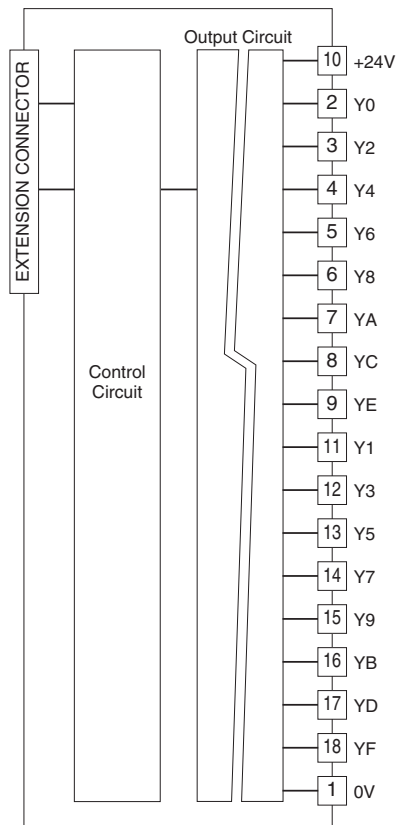 Output Circuit
EXTENSION CONNECTOR
Control
Circuit
10 +24V
2 Y0
3 Y2
4 Y4
5 Y6
6 Y8
7 YA
8 YC
9 YE
11 Y1
12 Y3
13 Y5
14 Y7
15 Y9
16 YB
17 YD
18 YF
1 0V